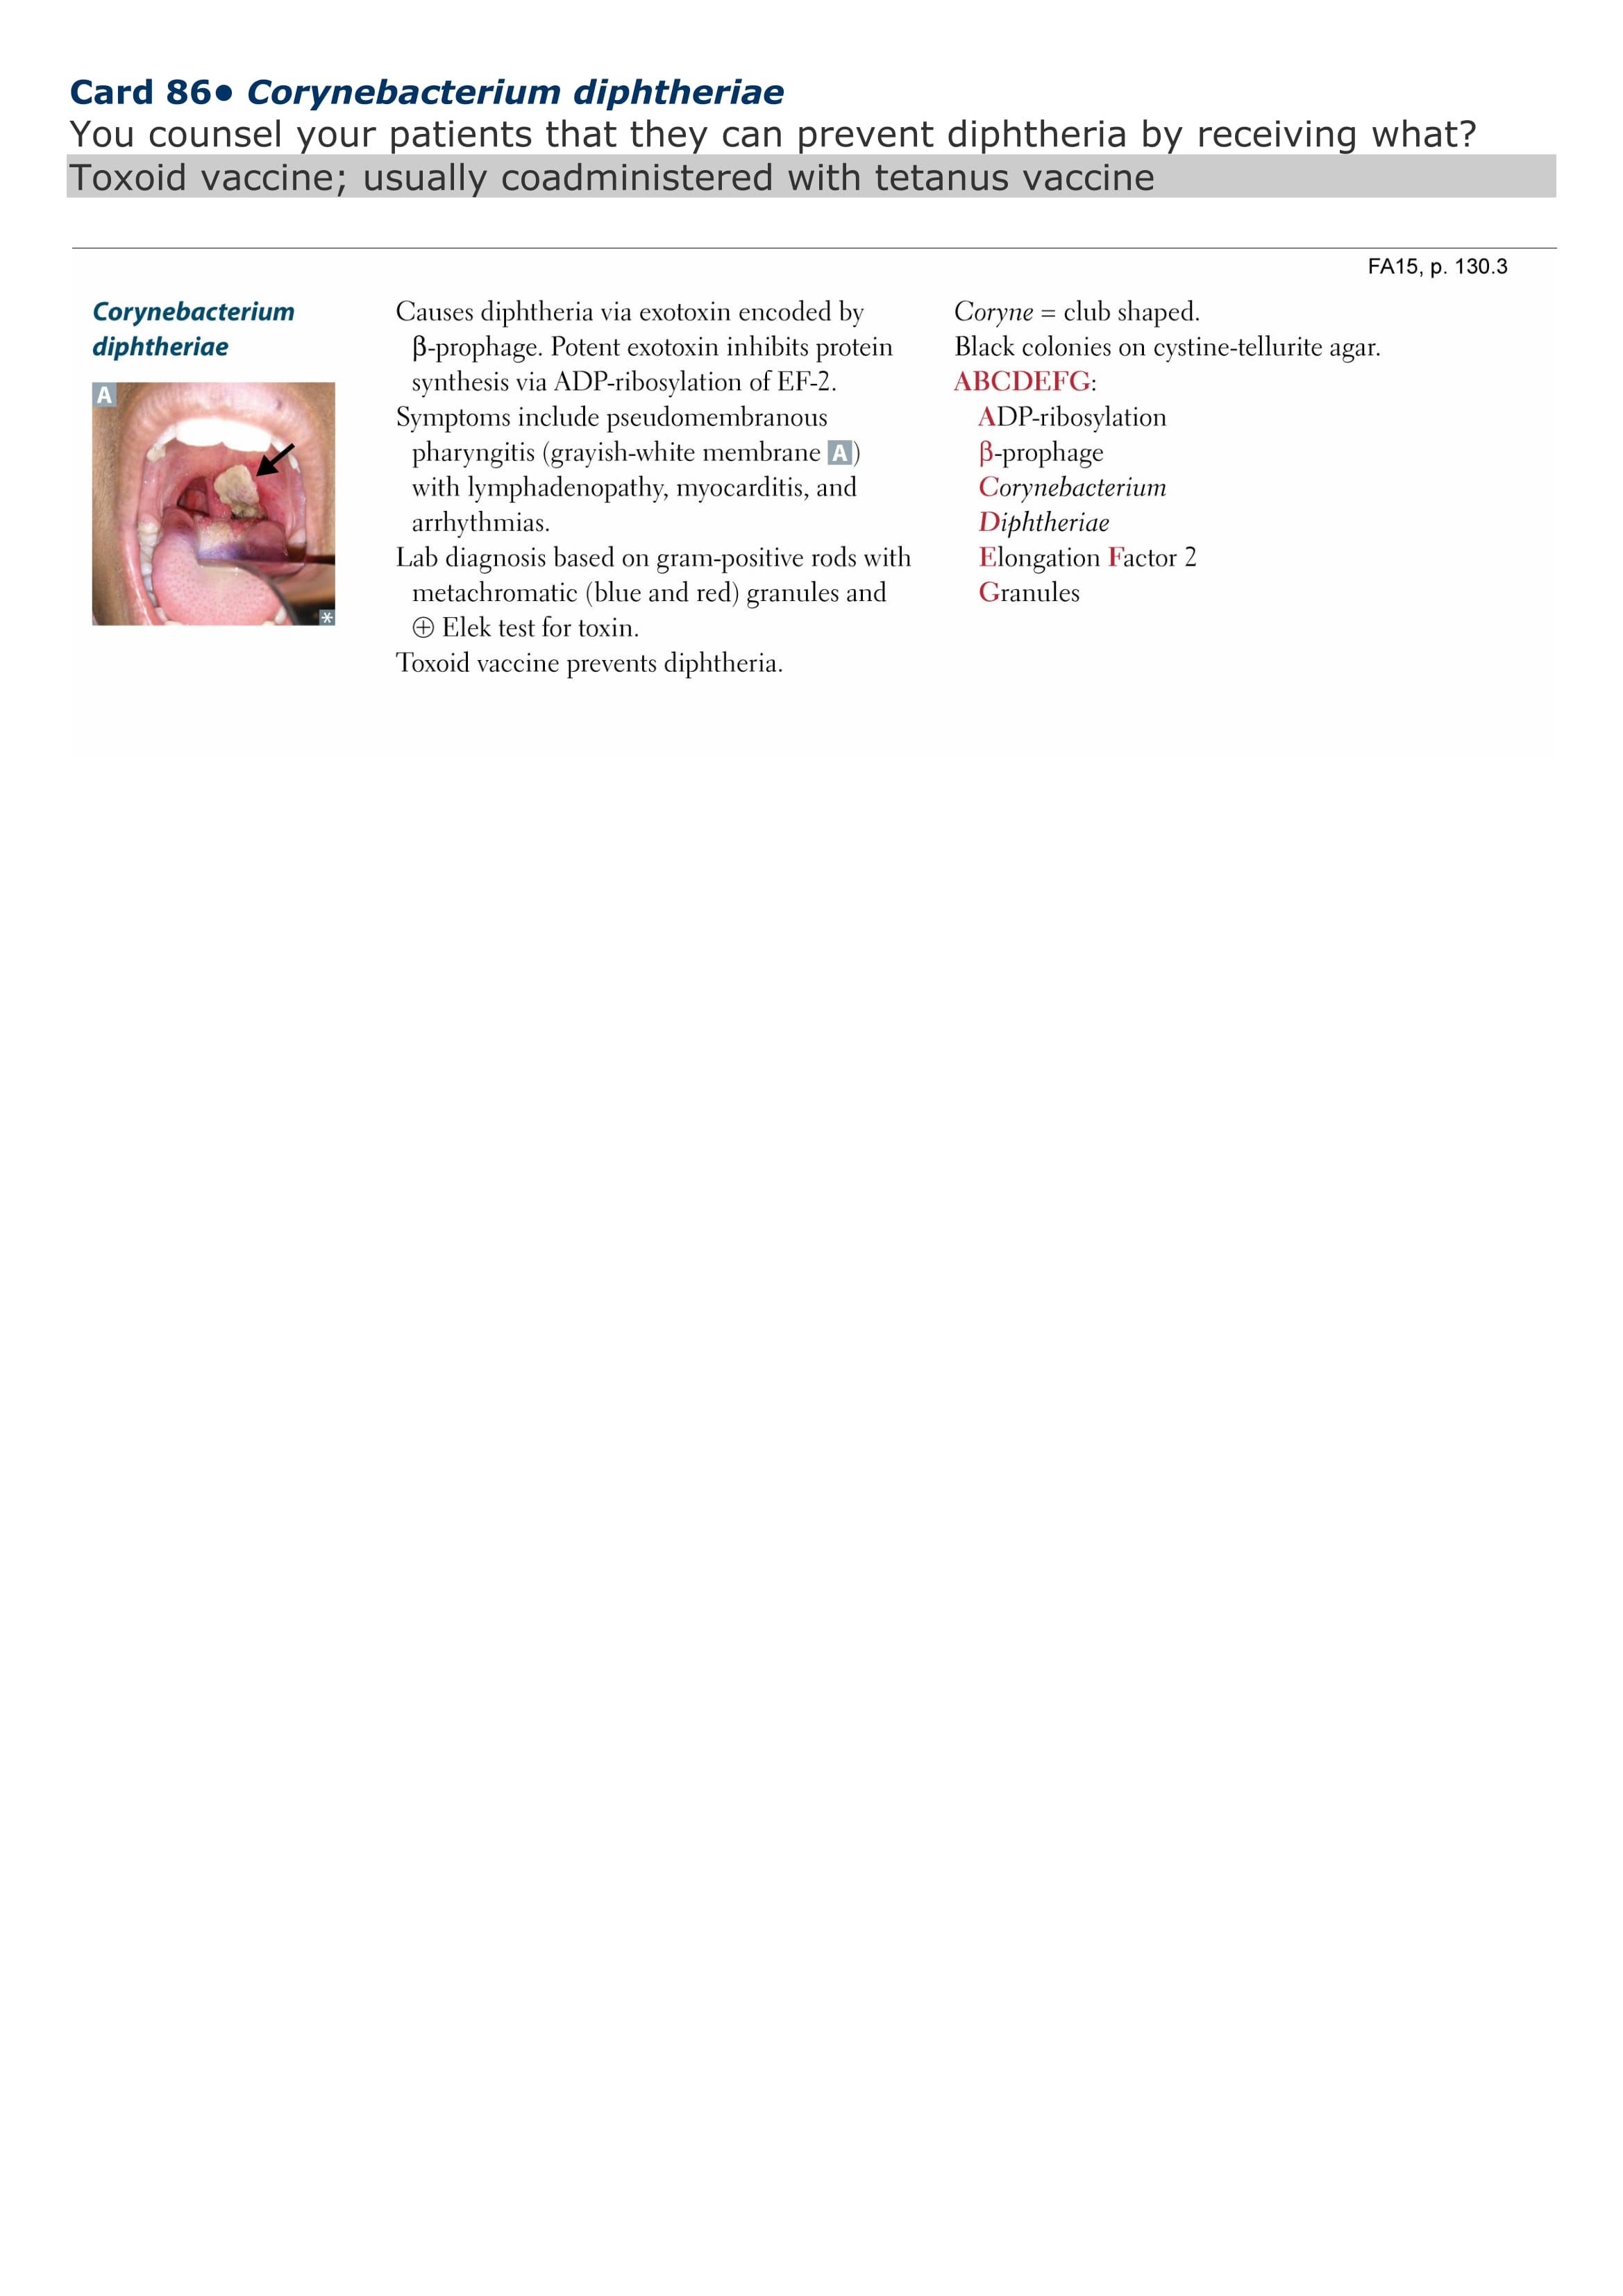 Card 86● Corynebacterium diphtheriae
You counsel your patients that they can prevent diphtheria by receiving what?
Toxoid vaccine; usually coadministered with tetanus vaccine
FA15, p. 130.3
Corynebacterium
diphtheriae
A
*
Causes diphtheria via exotoxin encoded by
β-prophage. Potent exotoxin inhibits protein
synthesis via ADP-ribosylation of EF-2.
Symptoms include pseudomembranous
pharyngitis (grayish-white membrane A)
with lymphadenopathy, myocarditis, and
arrhythmias.
Lab diagnosis based on gram-positive rods with
metachromatic (blue and red) granules and
⊕ Elek test for toxin.
Toxoid vaccine prevents diphtheria.
Coryne = club shaped.
Black colonies on cystine-tellurite agar.
ABCDEFG:
ADP-ribosylation
β-prophage
Corynebacterium
Diphtheriae
Elongation Factor 2
Granules